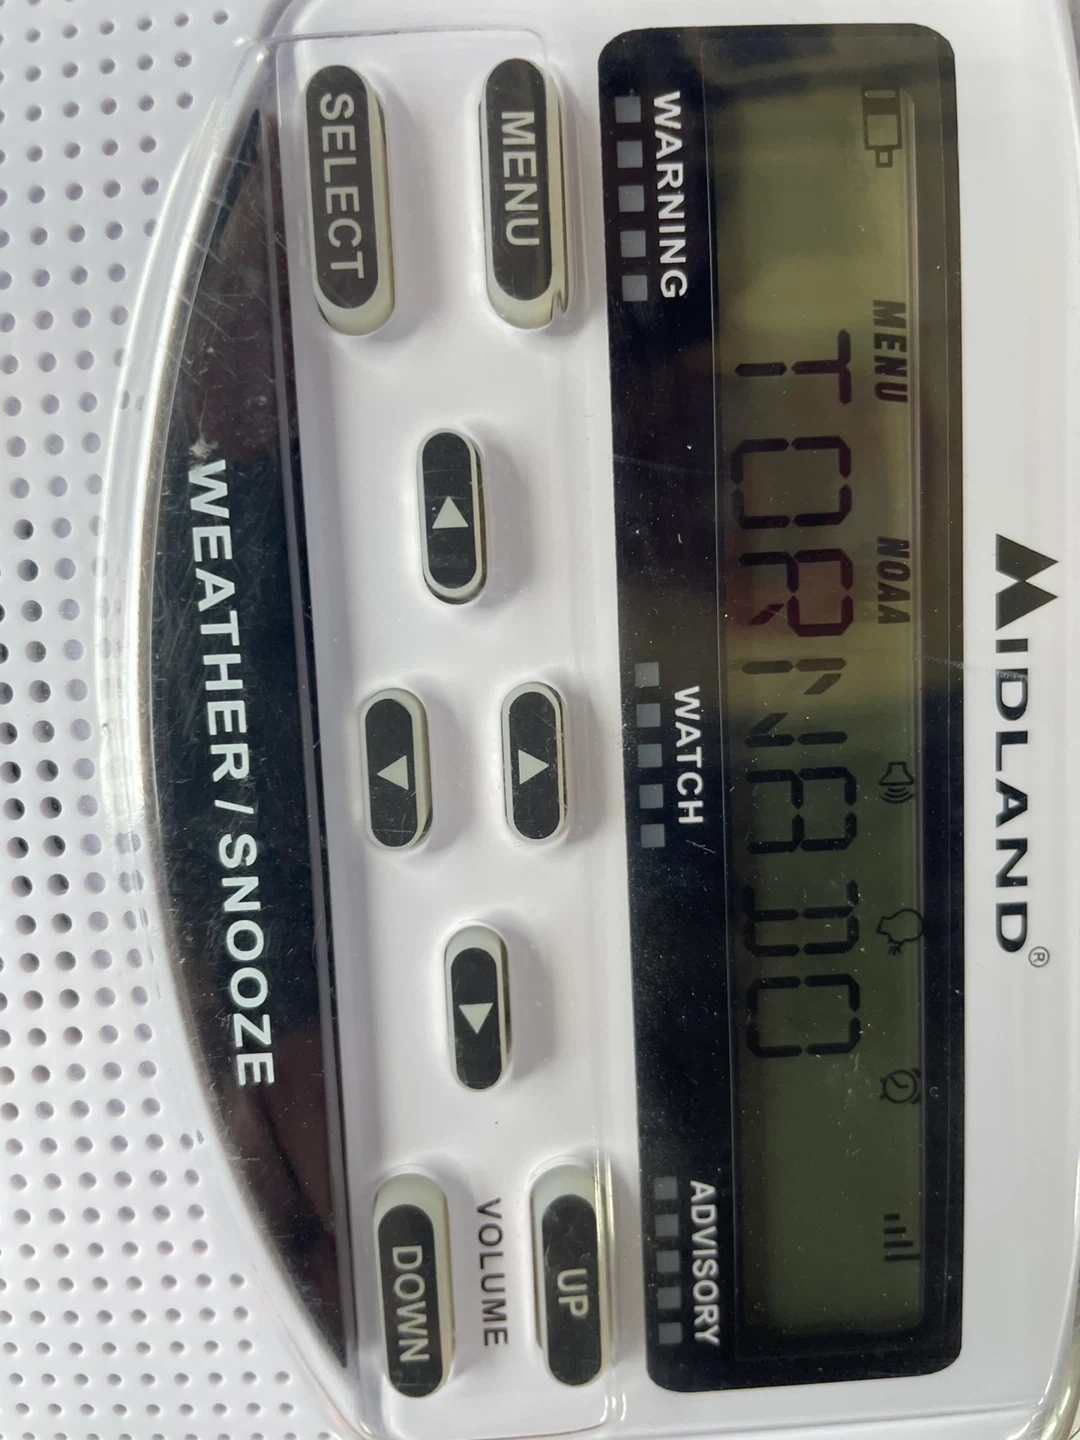 MIDLAND®
MENU NOAA
TORNADO
WARNING WATCH ADVISORY
MENU
SELECT
UP
VOLUME
DOWN
WEATHER / SNOOZE